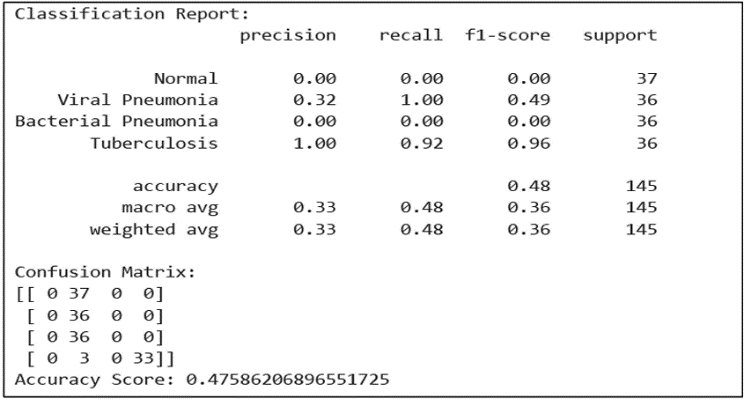 Classification Report:
precision recall f1-score support
Normal 0.00 0.00 0.00 37
Viral Pneumonia 0.32 1.00 0.49 36
Bacterial Pneumonia 0.00 0.00 0.00 36
Tuberculosis 1.00 0.92 0.96 36
accuracy 0.48 145
macro avg 0.33 0.48 0.36 145
weighted avg 0.33 0.48 0.36 145
Confusion Matrix:
[[ 0 37 0 0]
[ 0 36 0 0]
[ 0 36 0 0]
[ 0 3 0 33]]
Accuracy Score: 0.47586206896551725